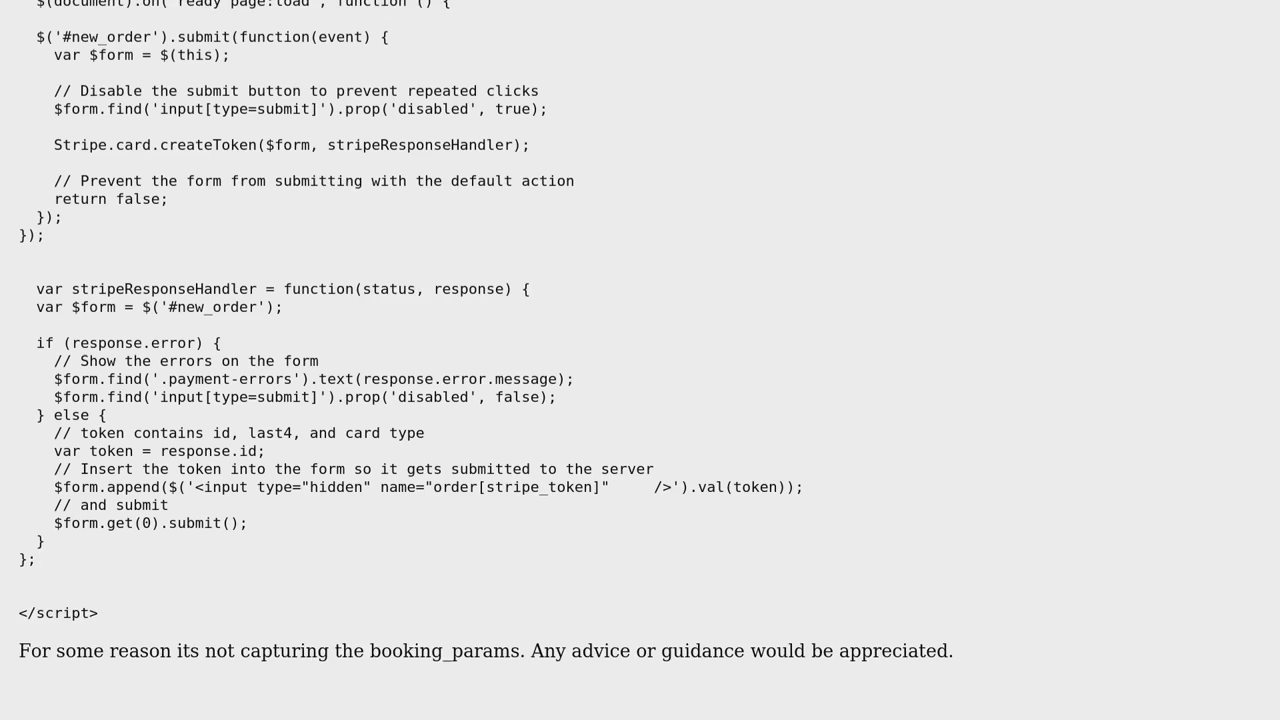 $(document).on('ready page:load', function () {
$('#new_order').submit(function(event) {
var $form = $(this);
// Disable the submit button to prevent repeated clicks
$form.find('input[type=submit]').prop('disabled', true);
Stripe.card.createToken($form, stripeResponseHandler);
// Prevent the form from submitting with the default action
return false;
});
});
var stripeResponseHandler = function(status, response) {
var $form = $('#new_order');
if (response.error) {
// Show the errors on the form
$form.find('.payment-errors').text(response.error.message);
$form.find('input[type=submit]').prop('disabled', false);
} else {
// token contains id, last4, and card type
var token = response.id;
// Insert the token into the form so it gets submitted to the server
$form.append($('<input type="hidden" name="order[stripe_token]"     />').val(token));
// and submit
$form.get(0).submit();
}
};
</script>
For some reason its not capturing the booking_params. Any advice or guidance would be appreciated.